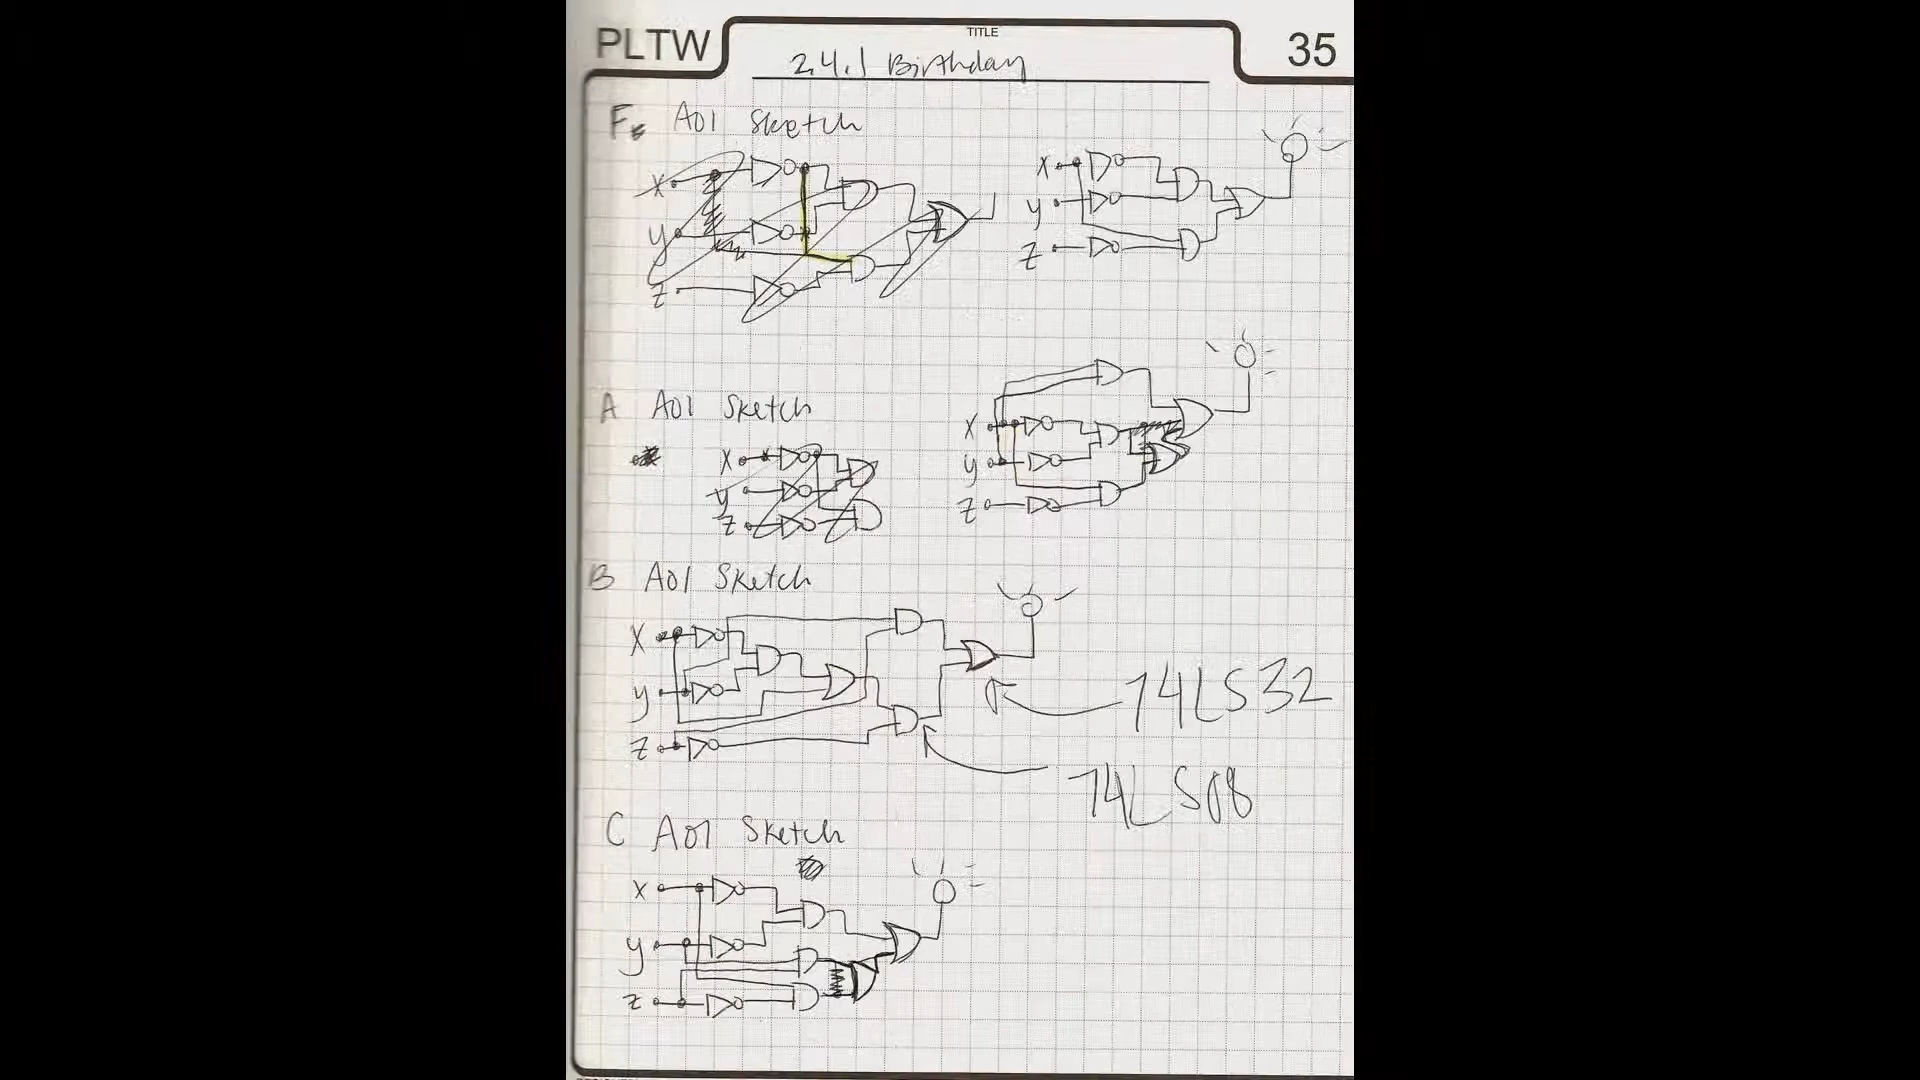 PLTW
TITLE
35
2.4.1 Birthday
F. AOI Sketch
X
y
Z
X
y
Z
A AOI Sketch
X
y
Z
X
y
Z
B AOI Sketch
X
y
Z
74LS32
74LS08
C AOI Sketch
X
y
Z